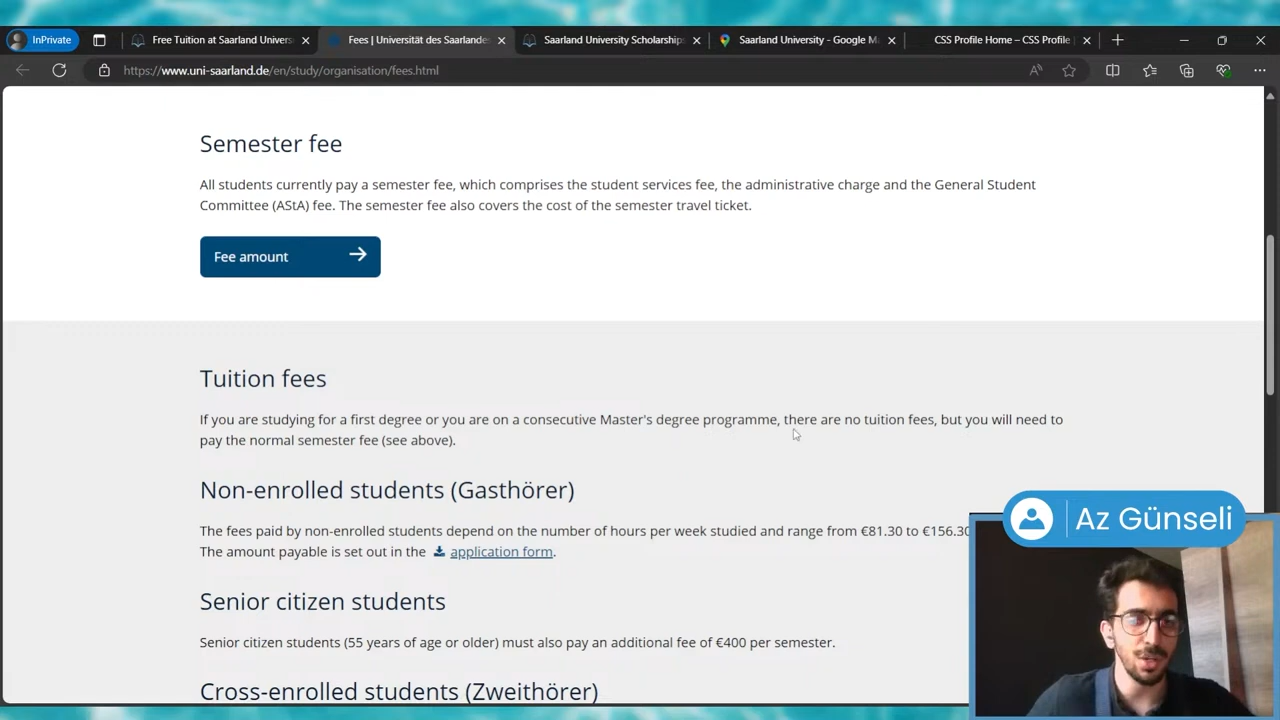 InPrivate
Free Tuition at Saarland Univers
Fees | Universität des Saarlande
Saarland University Scholarship
Saarland University - Google M
CSS Profile Home – CSS Profile |
https://www.uni-saarland.de/en/study/organisation/fees.html
Semester fee
All students currently pay a semester fee, which comprises the student services fee, the administrative charge and the General Student
Committee (AStA) fee. The semester fee also covers the cost of the semester travel ticket.
Fee amount
Tuition fees
If you are studying for a first degree or you are on a consecutive Master's degree programme, there are no tuition fees, but you will need to
pay the normal semester fee (see above).
Non-enrolled students (Gasthörer)
The fees paid by non-enrolled students depend on the number of hours per week studied and range from €81.30 to €156.30
The amount payable is set out in the application form.
Az Günseli
Senior citizen students
Senior citizen students (55 years of age or older) must also pay an additional fee of €400 per semester.
Cross-enrolled students (Zweithörer)